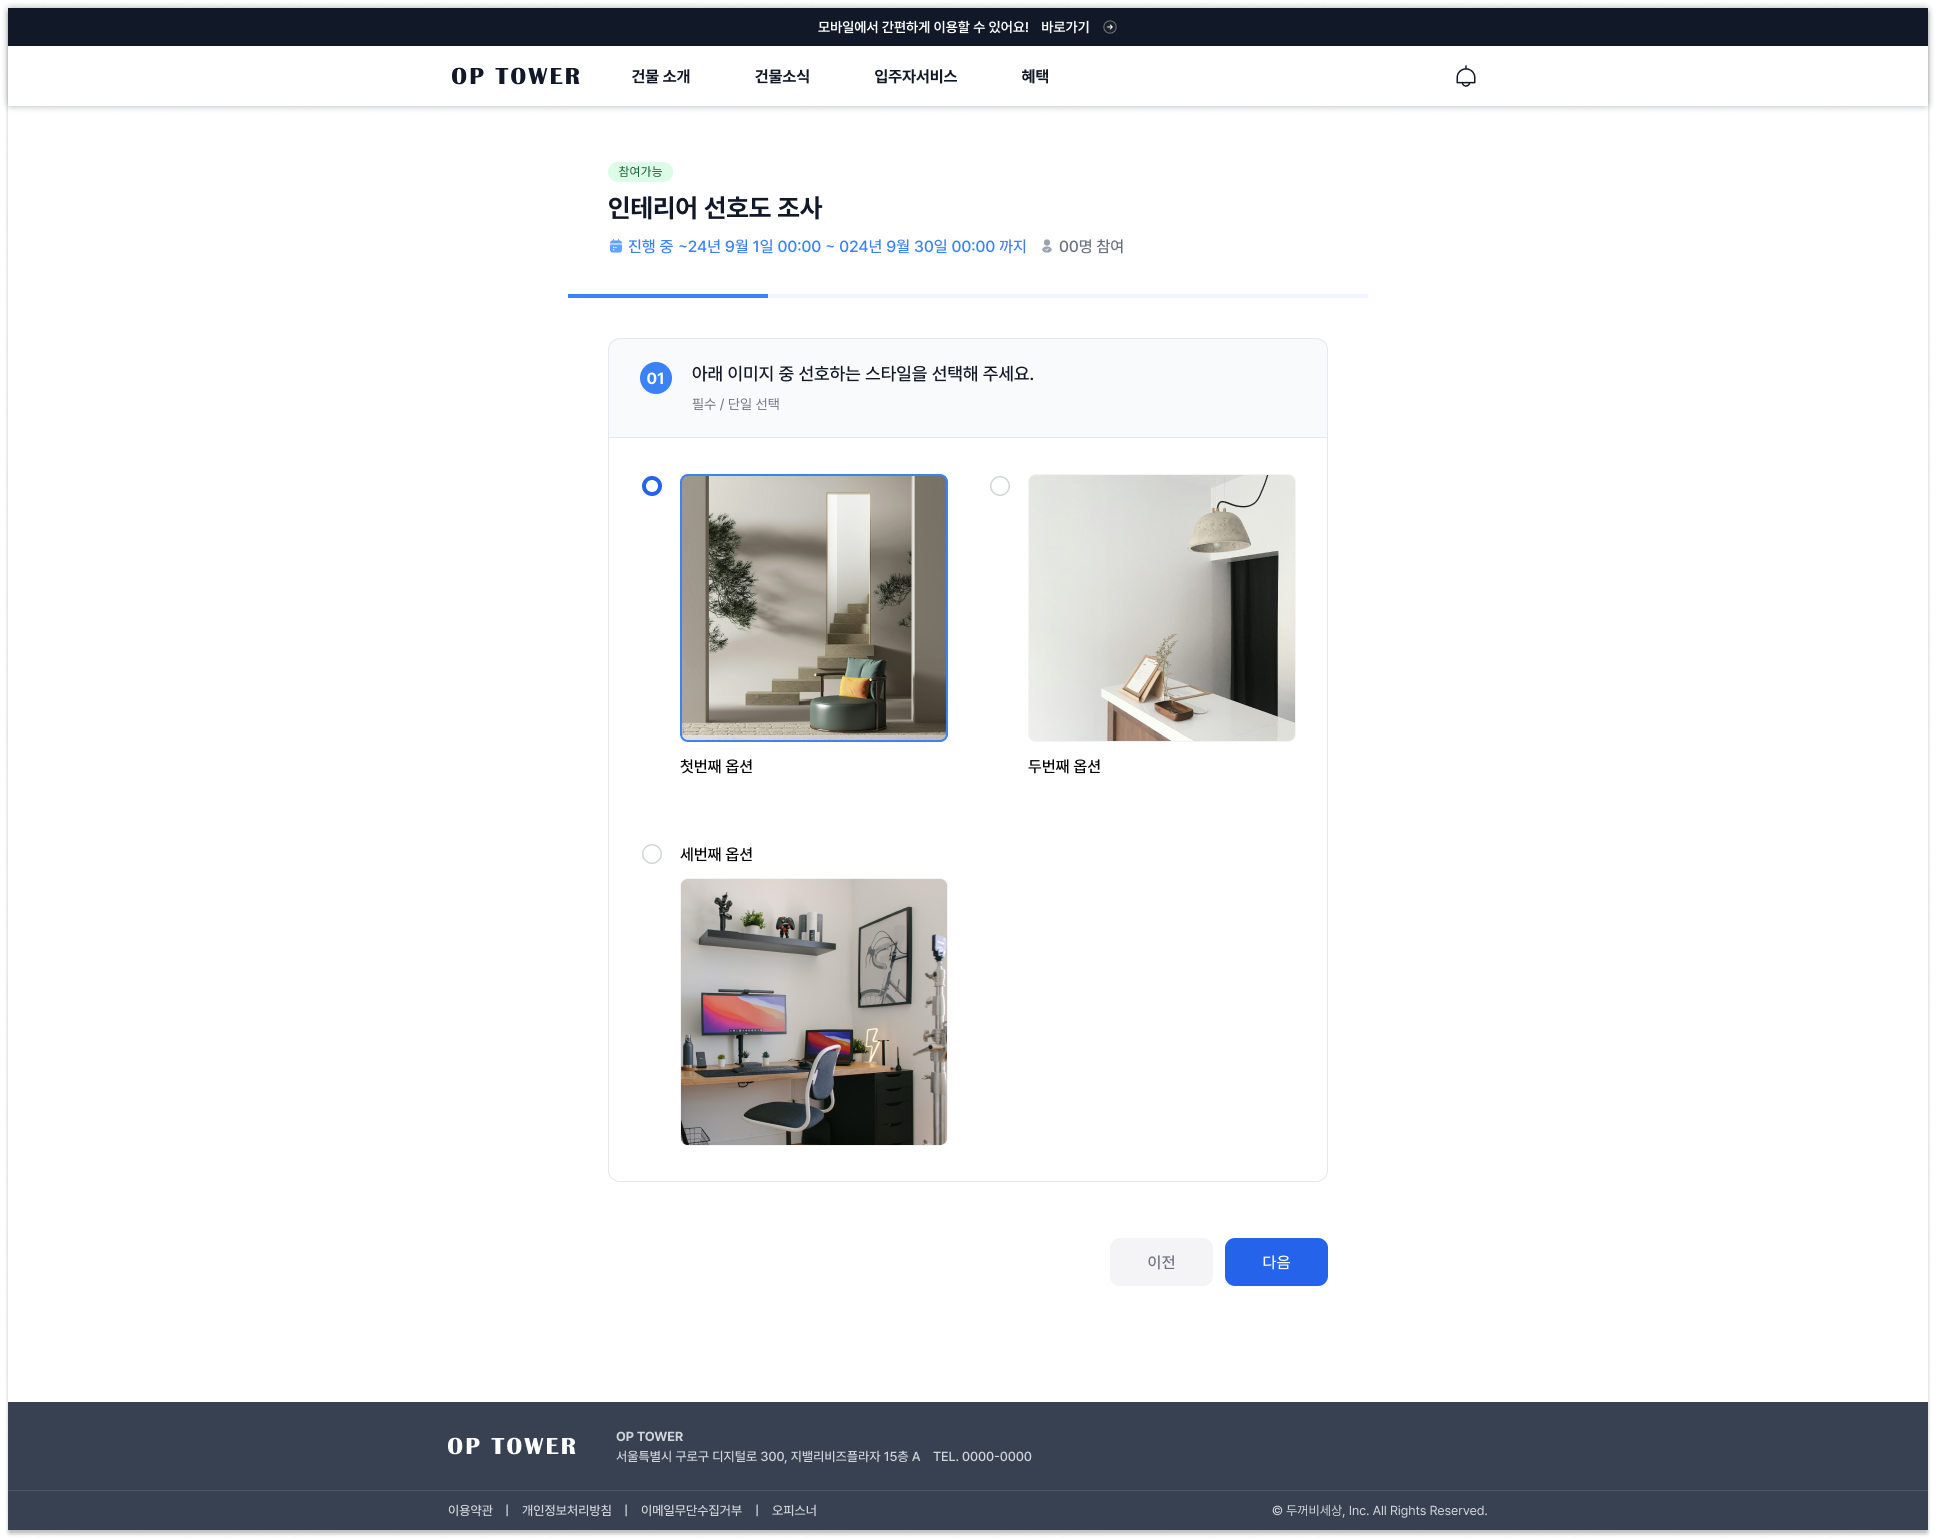 모바일에서 간편하게 이용할 수 있어요! 바로가기
OP TOWER 건물 소개 건물소식 입주자서비스 혜택
참여가능
인테리어 선호도 조사
진행 중 ~24년 9월 1일 00:00 ~ 024년 9월 30일 00:00 까지 00명 참여
01 아래 이미지 중 선호하는 스타일을 선택해 주세요.
필수 / 단일 선택
첫번째 옵션
두번째 옵션
세번째 옵션
이전 다음
OP TOWER
OP TOWER
서울특별시 구로구 디지털로 300, 지밸리비즈플라자 15층 A TEL. 0000-0000
이용약관 | 개인정보처리방침 | 이메일무단수집거부 | 오피스너
© 두꺼비세상, Inc. All Rights Reserved.